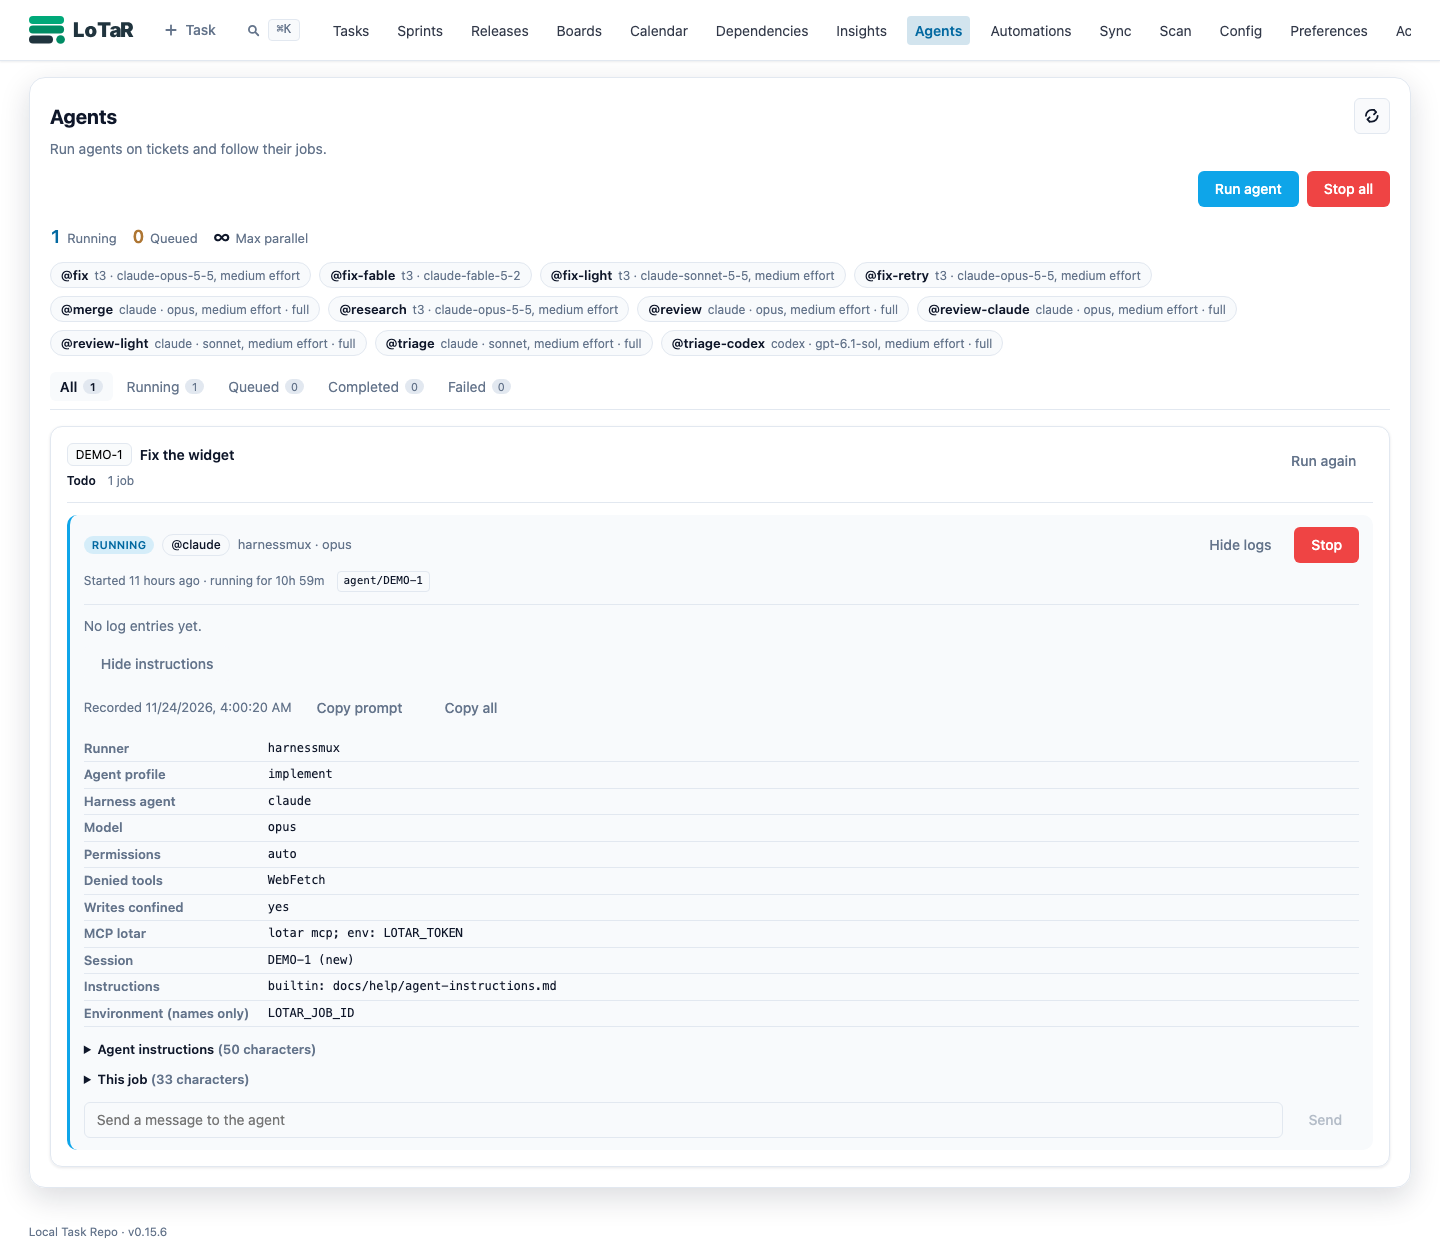 LoTaR + Task ⌘K Tasks Sprints Releases Boards Calendar Dependencies Insights Agents Automations Sync Scan Config Preferences Ac
Agents
Run agents on tickets and follow their jobs.
Run agent Stop all
1 Running 0 Queued ∞ Max parallel
@fix t3 · claude-opus-5-5, medium effort @fix-fable t3 · claude-fable-5-2 @fix-light t3 · claude-sonnet-5-5, medium effort @fix-retry t3 · claude-opus-5-5, medium effort
@merge claude · opus, medium effort · full @research t3 · claude-opus-5-5, medium effort @review claude · opus, medium effort · full @review-claude claude · opus, medium effort · full
@review-light claude · sonnet, medium effort · full @triage claude · sonnet, medium effort · full @triage-codex codex · gpt-6.1-sol, medium effort · full
All 1 Running 1 Queued 0 Completed 0 Failed 0
DEMO-1 Fix the widget
Run again
Todo 1 job
RUNNING @claude harnessmux · opus Hide logs Stop
Started 11 hours ago · running for 10h 59m agent/DEMO-1
No log entries yet.
Hide instructions
Recorded 11/24/2026, 4:00:20 AM Copy prompt Copy all
Runner harnessmux
Agent profile implement
Harness agent claude
Model opus
Permissions auto
Denied tools WebFetch
Writes confined yes
MCP lotar lotar mcp; env: LOTAR_TOKEN
Session DEMO-1 (new)
Instructions builtin: docs/help/agent-instructions.md
Environment (names only) LOTAR_JOB_ID
Agent instructions (50 characters)
This job (33 characters)
Send a message to the agent Send
Local Task Repo · v0.15.6